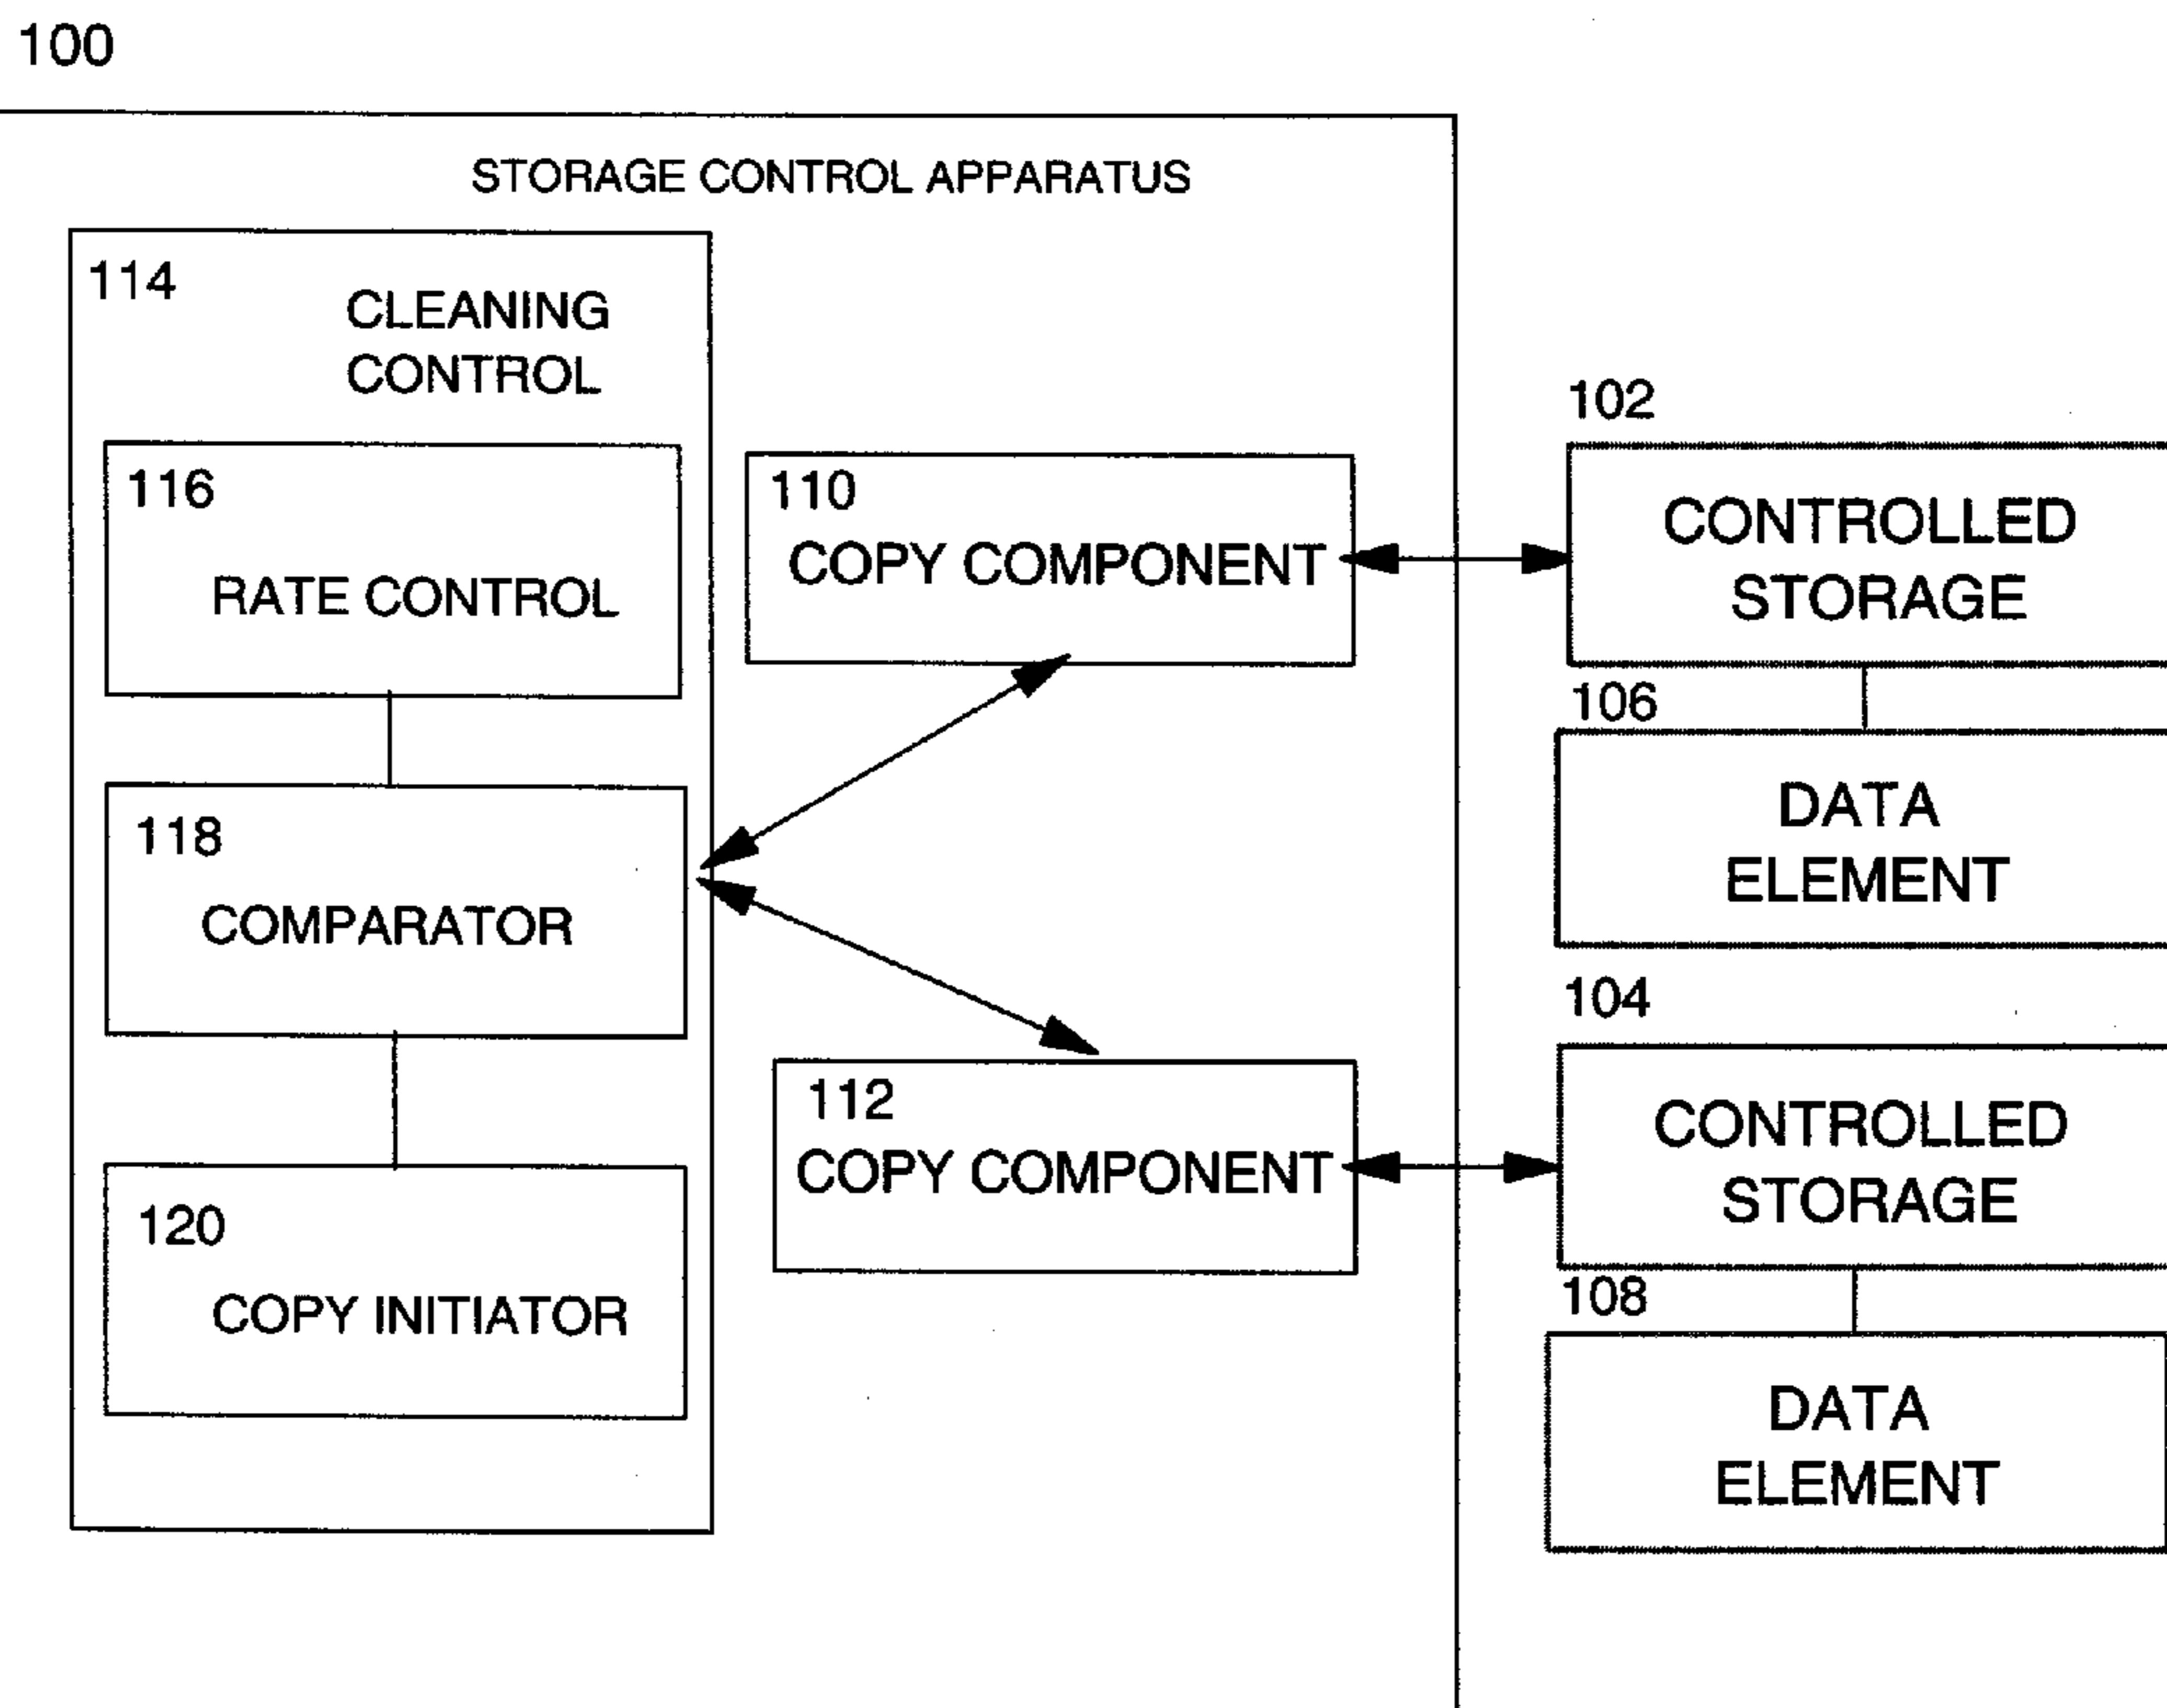 100
STORAGE CONTROL APPARATUS
114
CLEANING
CONTROL
116
RATE CONTROL
118
COMPARATOR
120
COPY INITIATOR
110
COPY COMPONENT
112
COPY COMPONENT
102
CONTROLLED
STORAGE
106
DATA
ELEMENT
104
CONTROLLED
STORAGE
108
DATA
ELEMENT